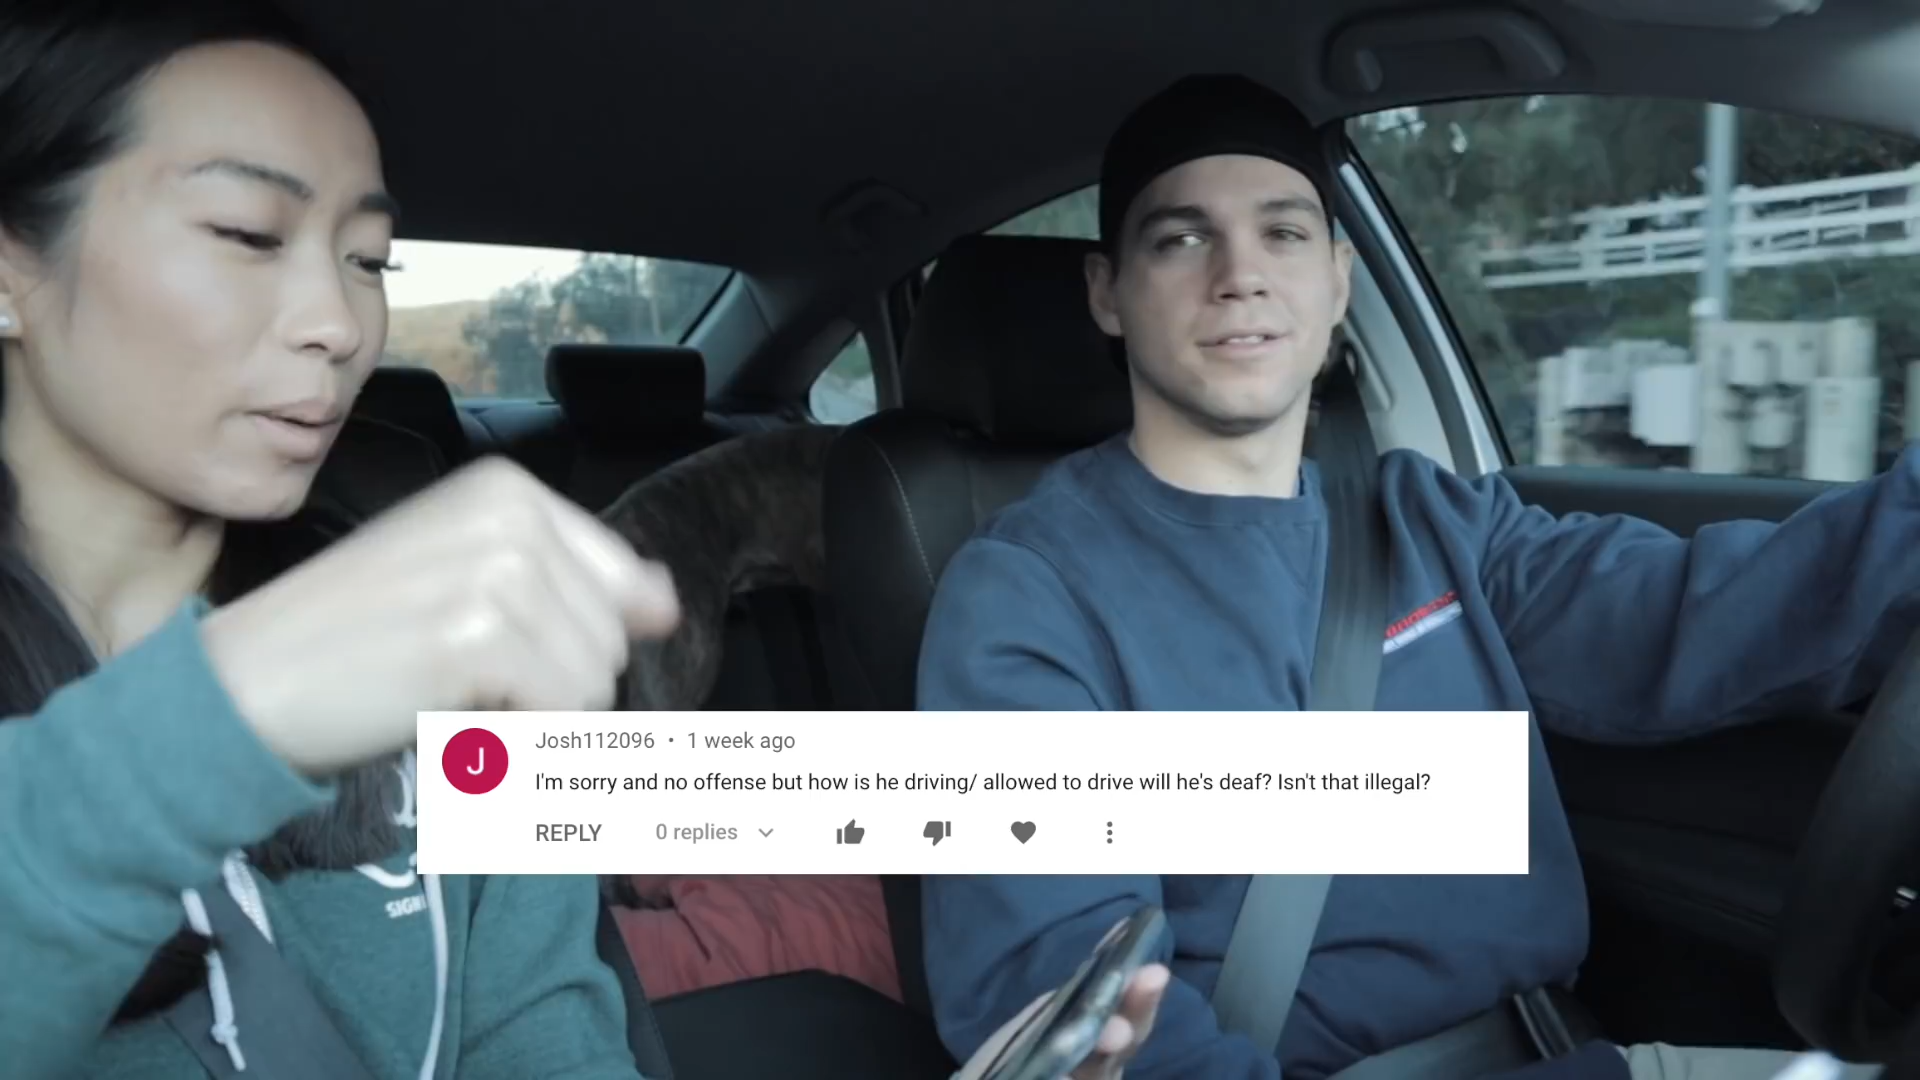 Josh112096 • 1 week ago
J
I'm sorry and no offense but how is he driving/ allowed to drive will he's deaf? Isn't that illegal?
REPLY 0 replies